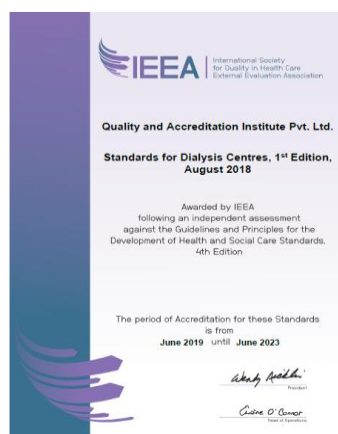 IEEA
International Society
for Quality in Health Care
External Evaluation Association
Quality and Accreditation Institute Pvt. Ltd.
Standards for Dialysis Centres, 1st Edition,
August 2018
Awarded by IEEA
following an independent assessment
against the Guidelines and Principles for the
Development of Health and Social Care Standards,
4th Edition
The period of Accreditation for these Standards
is from
June 2019 until June 2023
Wendy
President
O'Connor
Head of Operations